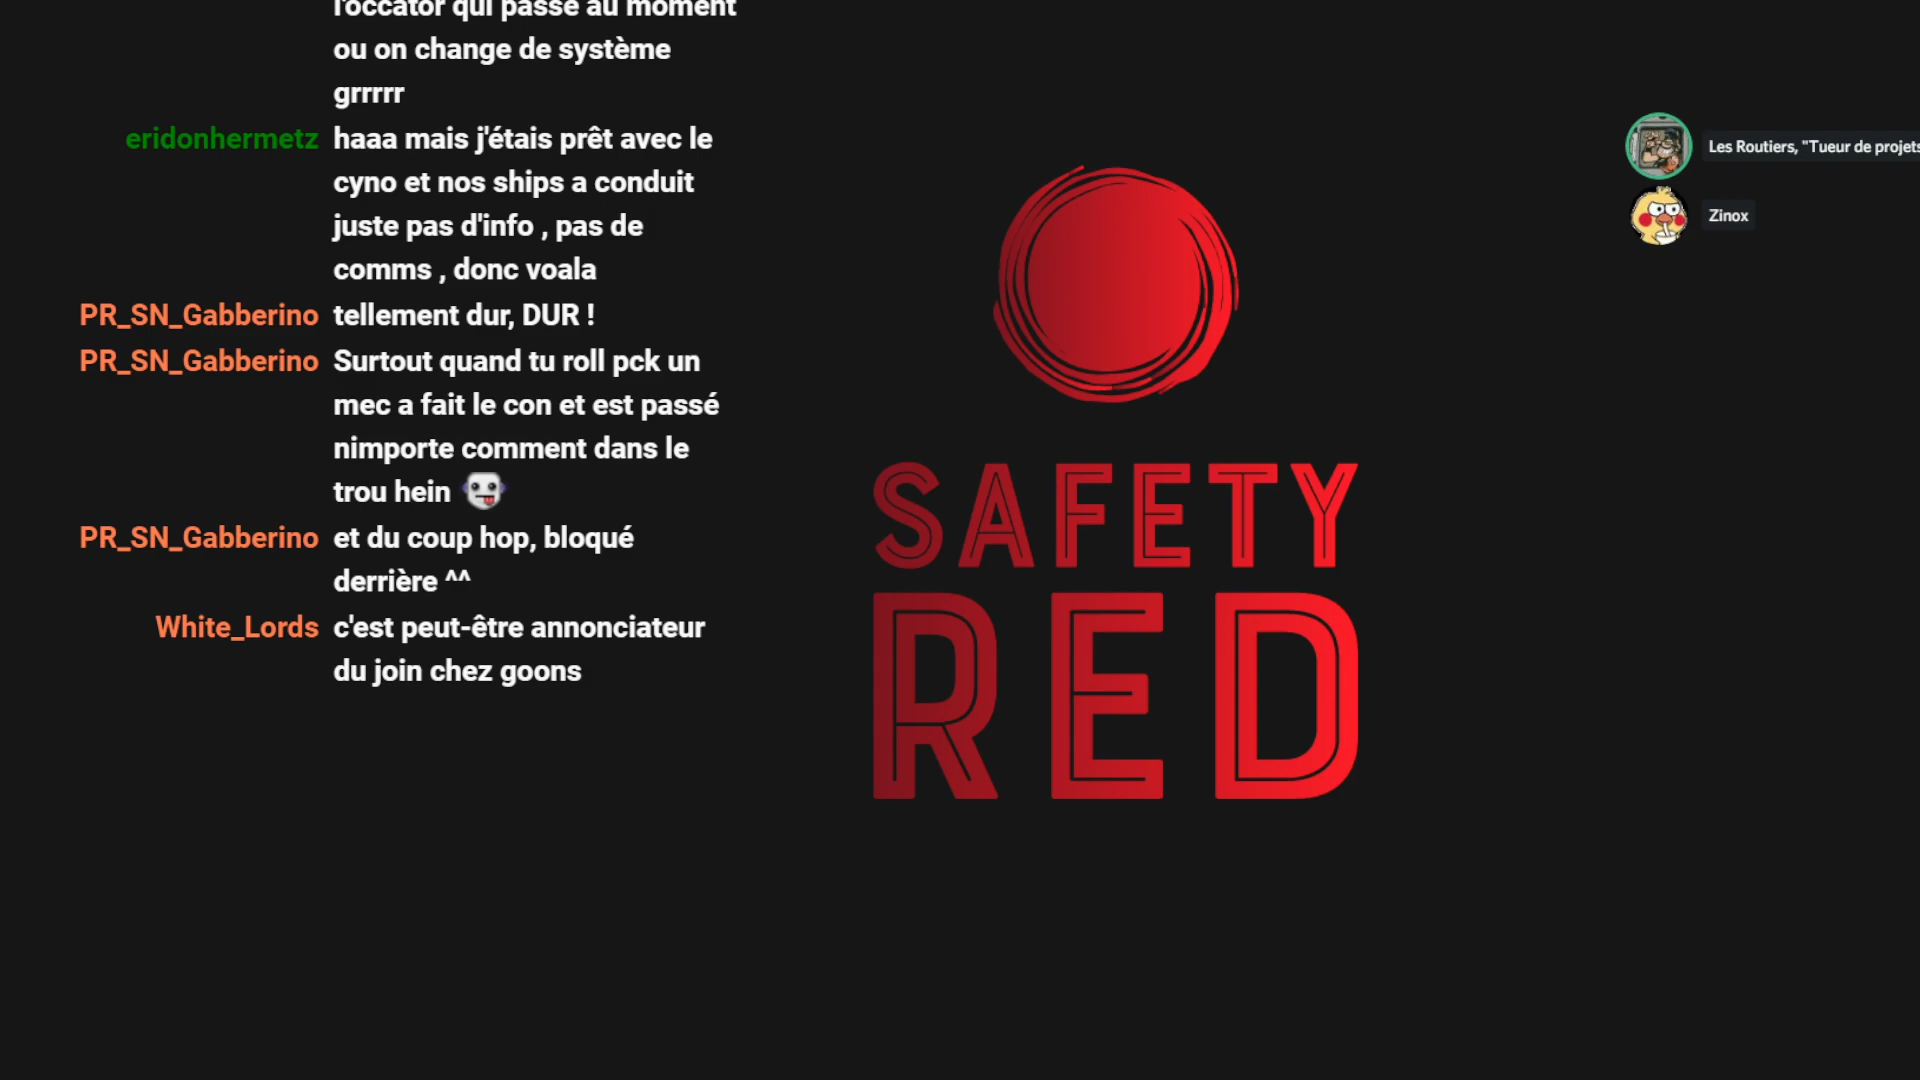 l'occator qui passe au moment
ou on change de système
grrrrr
eridonhermetz haaa mais j'étais prêt avec le
cyno et nos ships a conduit
juste pas d'info , pas de
comms , donc voala
PR_SN_Gabberino tellement dur, DUR !
PR_SN_Gabberino Surtout quand tu roll pck un
mec a fait le con et est passé
nimporte comment dans le
trou hein
PR_SN_Gabberino et du coup hop, bloqué
derrière ^^
White_Lords c'est peut-être annonciateur
du join chez goons
SAFETY
RED
Les Routiers, "Tueur de projets
Zinox